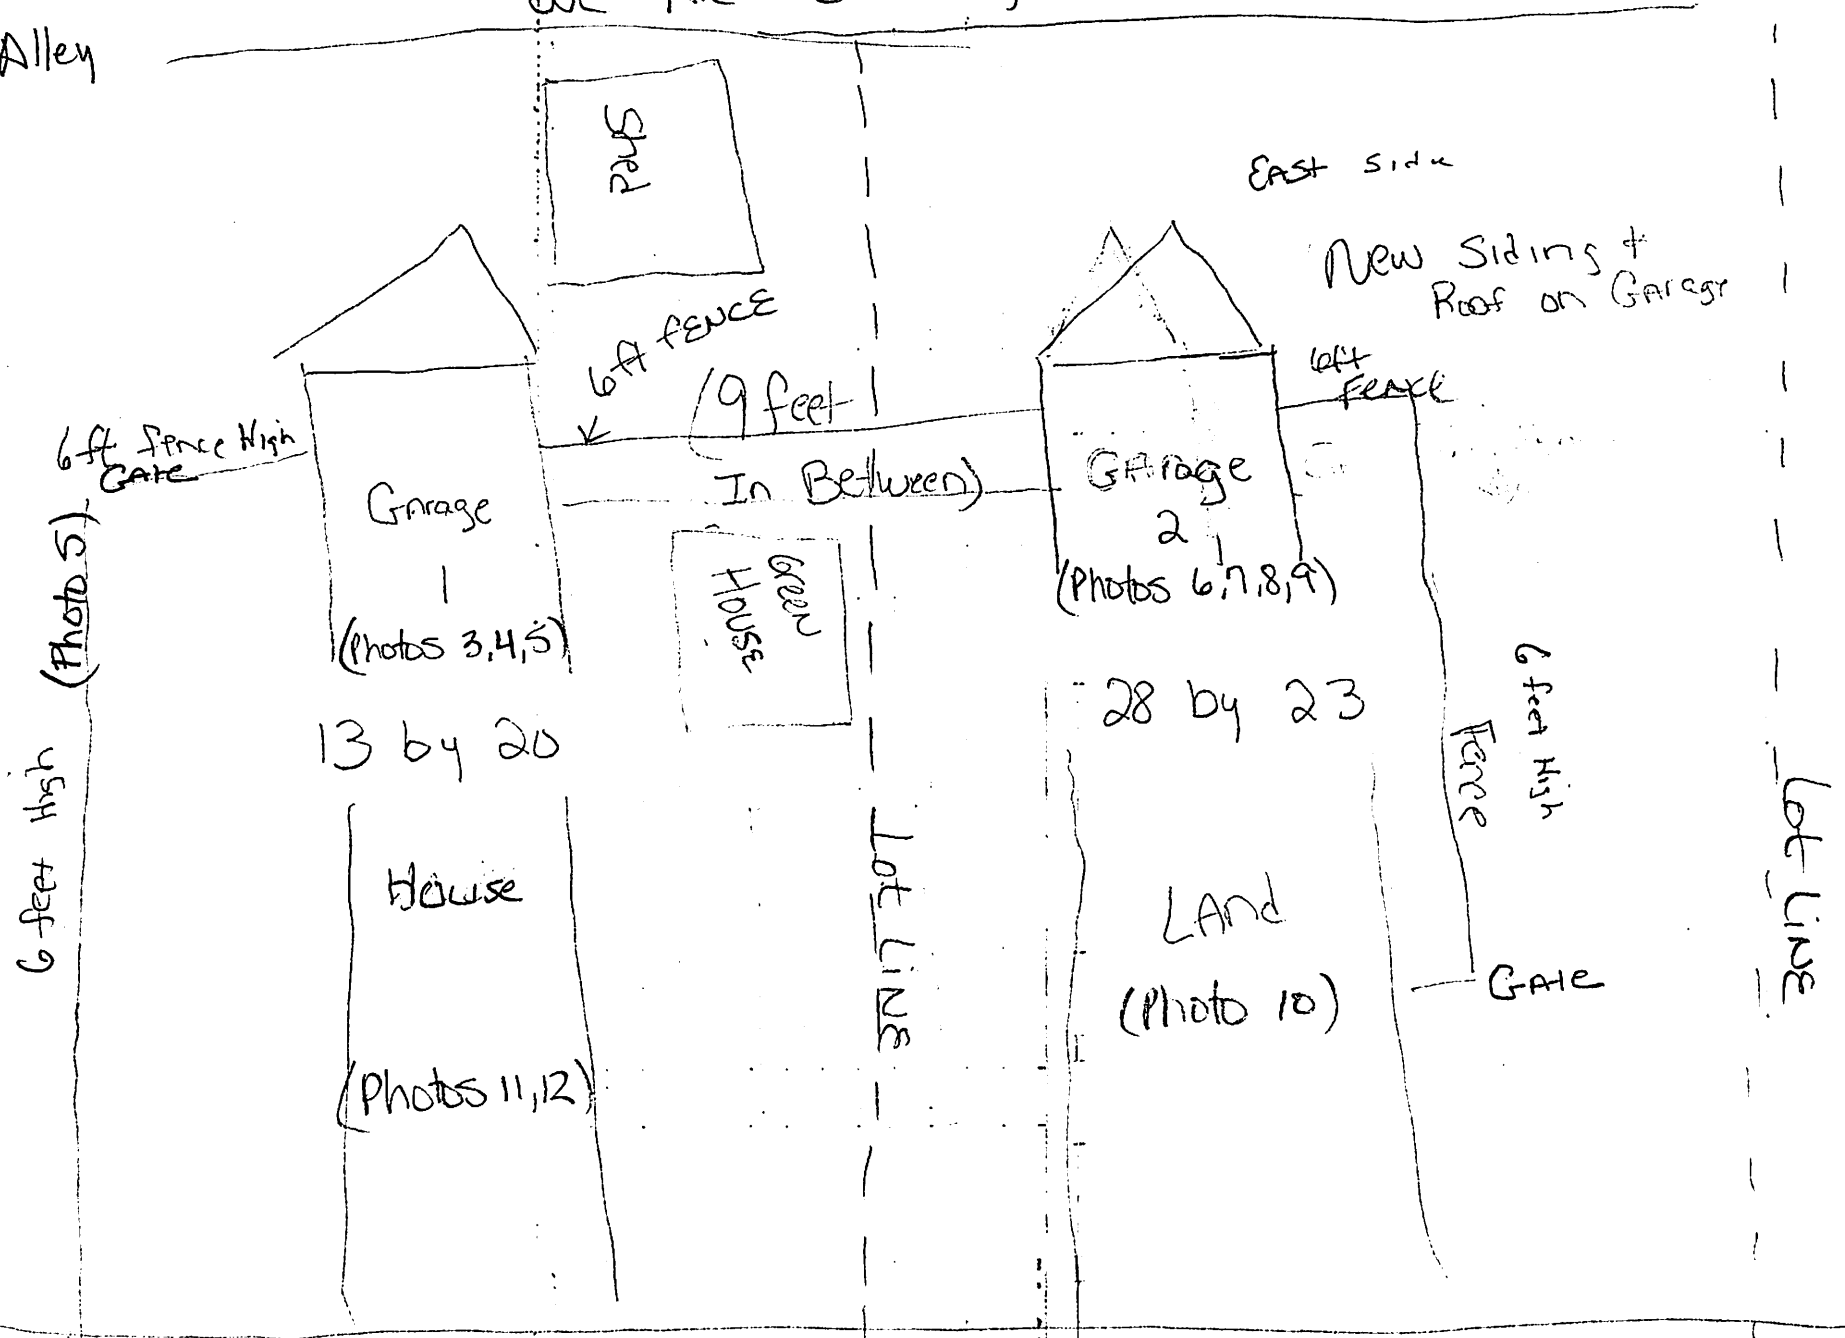 Alley
Shed
EAST Side
New Siding +
Roof on Garage
6ft FENCE
6ft
FENCE
(9 feet
In Between)
6 ft fence High
GATE
Garage
1
(Photos 3,4,5)
13 by 20
GArage
2
(Photos 6,7,8,9)
28 by 23
Green
House
(Photo 5)
6 feet High
6 feet High
Fence
House
(Photos 11,12)
Lot LiNE
LAnd
(Photo 10)
GATE
Lot LiNE